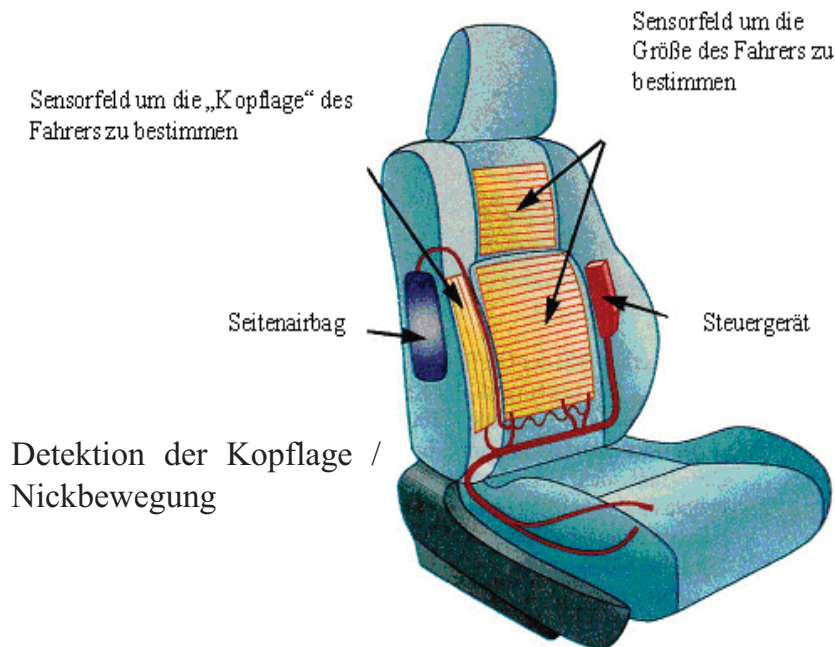 Sensorfeld um die
Größe des Fahrers zu
bestimmen
Sensorfeld um die „Kopflage“ des
Fahrers zu bestimmen
Seitenairbag
Steuergerät
Detektion der Kopflage /
Nickbewegung